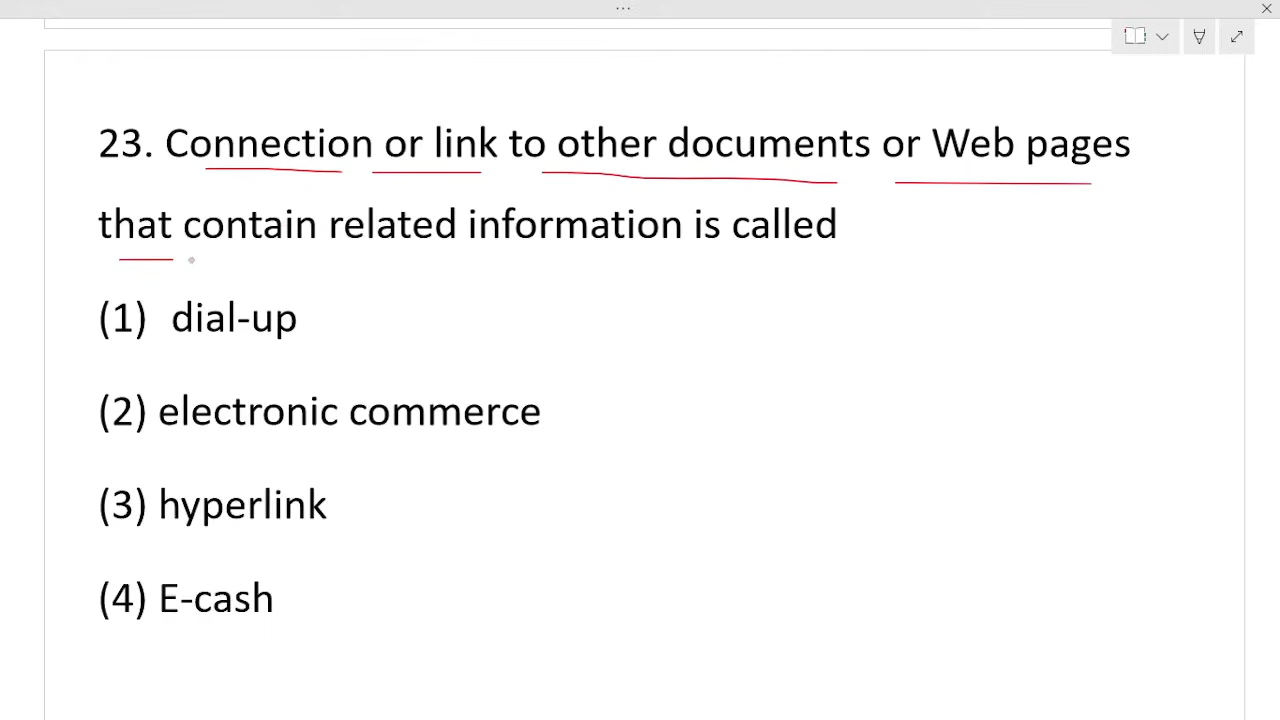 23. Connection or link to other documents or Web pages
that contain related information is called
(1) dial-up
(2) electronic commerce
(3) hyperlink
(4) E-cash